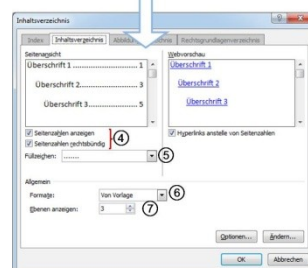 Inhaltsverzeichnis
Index Inhaltsverzeichnis Rechtsgrundlagenverzeichnis
Seitenansicht Webvorschau
Überschrift 1 .................. 1 Überschrift 1
Überschrift 2.............. 3 Überschrift 2
Überschrift 3........... 5 Überschrift 3
Seitenzahlen anzeigen Hyperlinks anstelle von Seitenzahlen
4
Seitenzahlen rechtsbündig
Füllzeichen: ....... 5
Allgemein
Formate: Von Vorlage 6
Ebenen anzeigen: 3 7
Optionen... Ändern...
OK Abbrechen